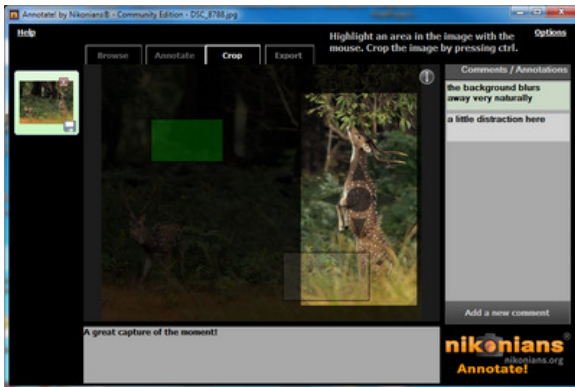 Annotate! by Nikonians® - Community Edition - DSC_8788.jpg
Help
Highlight an area in the image with the
mouse. Crop the image by pressing ctrl.
Options
Browse
Annotate
Crop
Export
Comments / Annotations
the background blurs
away very naturally
a little distraction here
Add a new comment
A great capture of the moment!
nikonians®
nikonians.org
Annotate!